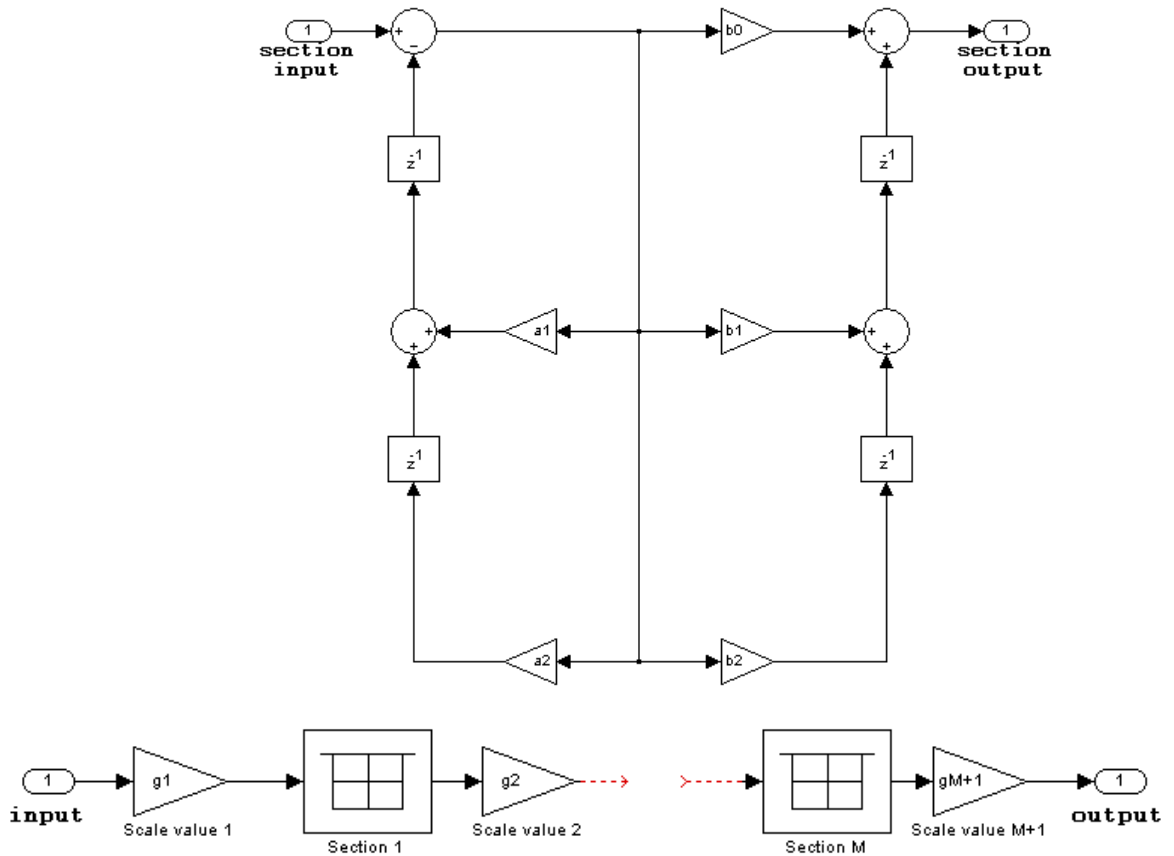 1
section
input
+
−
b0
+
+
1
section
output
z-1
z-1
+
+
a1
b1
+
+
z-1
z-1
a2
b2
1
input
g1
Scale value 1
Section 1
g2
Scale value 2
Section M
gM+1
Scale value M+1
1
output